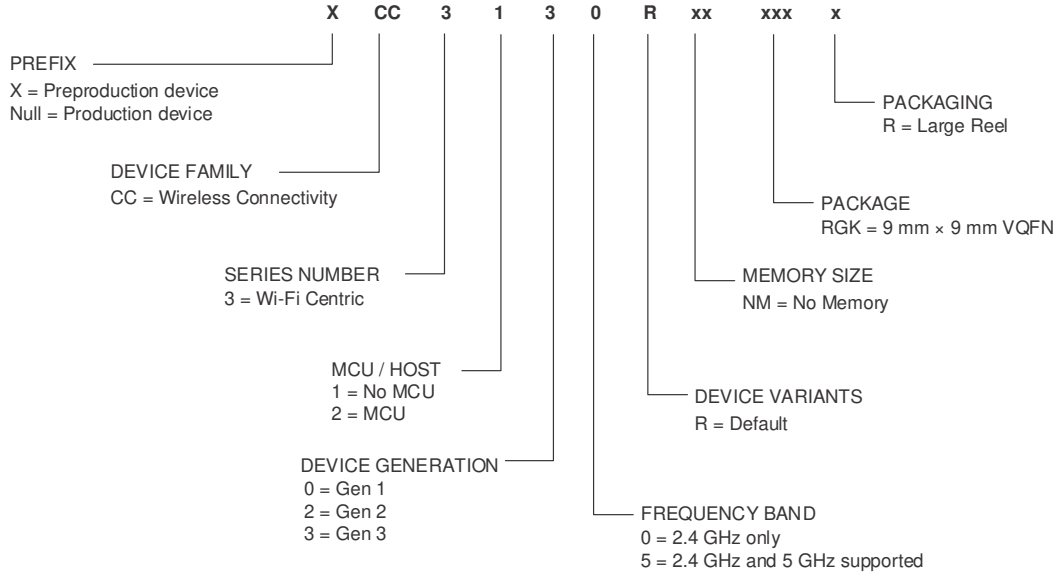 X CC 3 1 3 0 R xx xxx x
PREFIX
X = Preproduction device
Null = Production device
PACKAGING
R = Large Reel
DEVICE FAMILY
CC = Wireless Connectivity
PACKAGE
RGK = 9 mm × 9 mm VQFN
SERIES NUMBER
3 = Wi-Fi Centric
MEMORY SIZE
NM = No Memory
MCU / HOST
1 = No MCU
2 = MCU
DEVICE VARIANTS
R = Default
DEVICE GENERATION
0 = Gen 1
2 = Gen 2
3 = Gen 3
FREQUENCY BAND
0 = 2.4 GHz only
5 = 2.4 GHz and 5 GHz supported